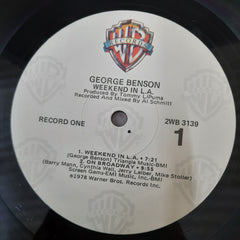 WB
RECORDS
GEORGE BENSON
WEEKEND IN L.A.
Produced by Tommy LiPuma
Recorded And Mixed By Al Schmitt
RECORD ONE
2WB 3139
1
1. WEEKEND IN L.A. • 7:21
(George Benson) Triangle Music-BMI
2. ON BROADWAY • 9:55
(Barry Mann, Cynthia Weil, Jerry Leiber, Mike Stoller)
Screen Gems-EMI Music, Inc.-BMI
©1978 Warner Bros. Records Inc.